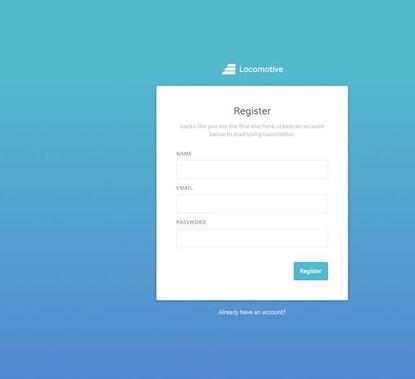 Locomotive
Register
Looks like you are the first one here, create an account
below to start using Locomotive.
NAME
EMAIL
PASSWORD
Register
Already have an account?